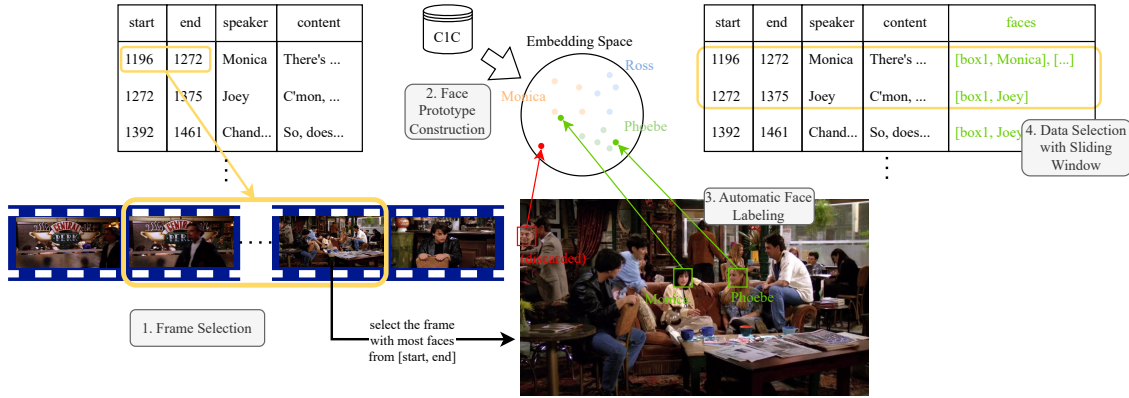 start end speaker content
1196 1272 Monica There's ...
1272 1375 Joey C'mon, ...
1392 1461 Chand... So, does...
C1C
Embedding Space
Ross
Monica
Phoebe
2. Face
Prototype
Construction
start end speaker content faces
1196 1272 Monica There's ... [box1, Monica], [...]
1272 1375 Joey C'mon, ... [box1, Joey]
1392 1461 Chand... So, does... [box1, Joey
4. Data Selection
with Sliding
Window
3. Automatic Face
Labeling
CENTRAL
PERK
CENTRAL
PERK
(discarded)
Monica
Phoebe
1. Frame Selection
select the frame
with most faces
from [start, end]